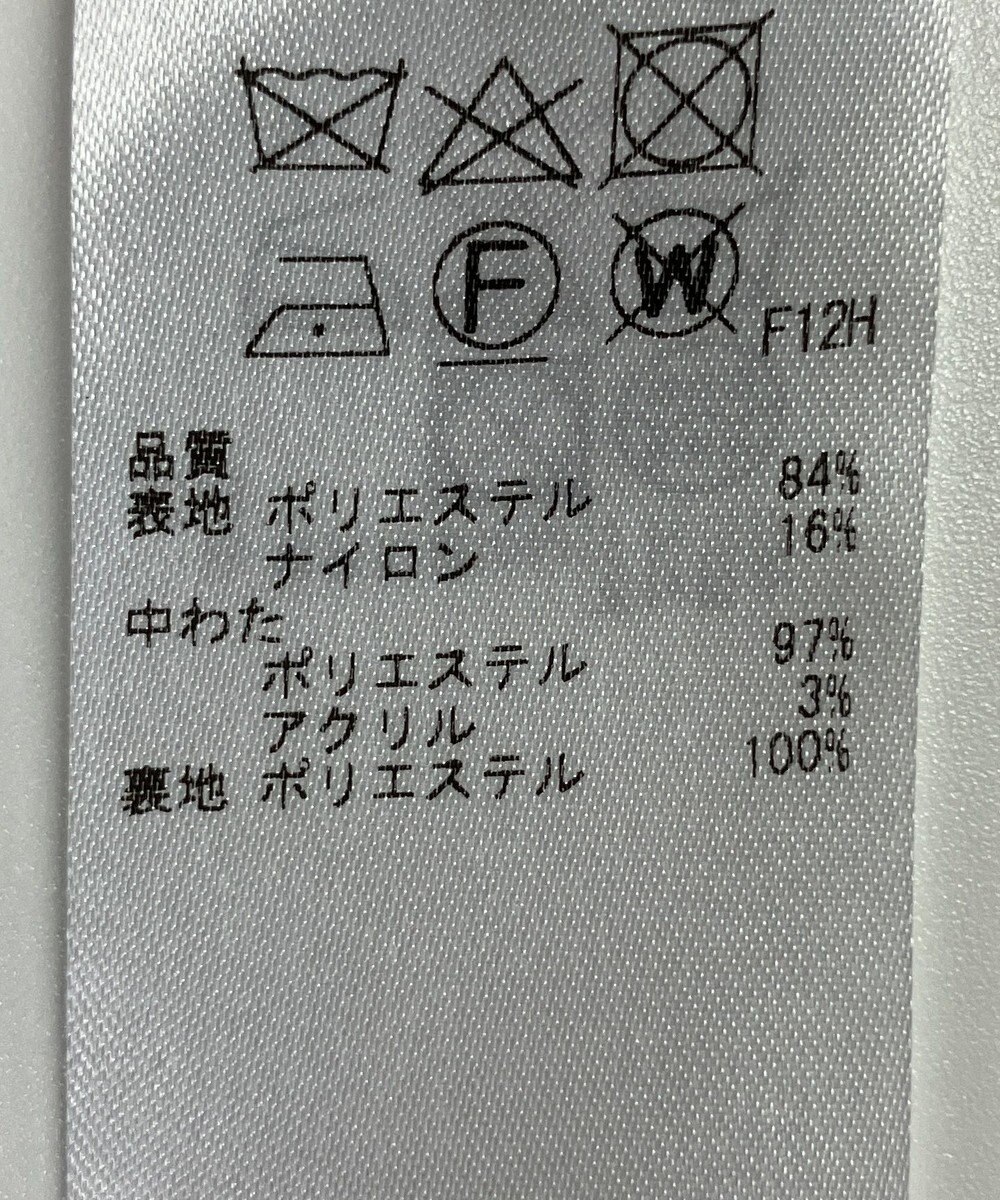 F W F12H
品質
表地 ポリエステル 84%
ナイロン 16%
中わた
ポリエステル 97%
アクリル 3%
裏地 ポリエステル 100%